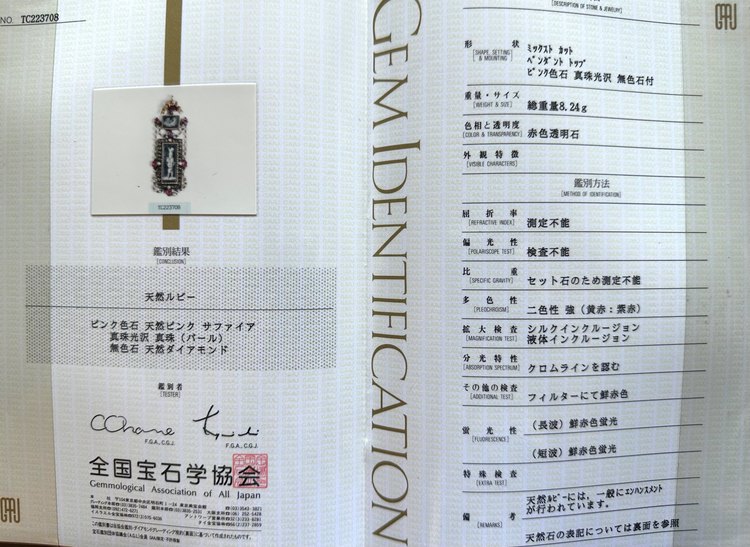 NO. TC223708
TC223708
鑑別結果
[CONCLUSION]
天然ルビー
ピンク色石 天然ピンク サファイア
真珠光沢 真珠（パール）
無色石 天然ダイアモンド
鑑別者
[TESTER]
F.G.A., C.G.J.
F.G.A., C.G.J.
全国宝石学協会
Gemmological Association of All Japan
GEM IDENTIFICATION
[DESCRIPTION OF STONE & JEWELRY]
形状
[SHAPE, SETTING & MOUNTING]
ミックスト カット
ペンダント トップ
ピンク色石 真珠光沢 無色石付
重量・サイズ
[WEIGHT & SIZE]
総重量8.24g
色相と透明度
[COLOR & TRANSPARENCY]
赤色透明石
外観特徴
[VISIBLE CHARACTERS]
鑑別方法
[METHOD OF IDENTIFICATION]
屈折率
[REFRACTIVE INDEX]
測定不能
偏光性
[POLARISCOPE TEST]
検査不能
比重
[SPECIFIC GRAVITY]
セット石のため測定不能
多色性
[PLEOCHROISM]
二色性 強（黄赤：紫赤）
拡大検査
[MAGNIFICATION TEST]
シルクインクルージョン
液体インクルージョン
分光特性
[ABSORPTION SPECTRUM]
クロムラインを認む
その他の検査
[ADDITIONAL TEST]
フィルターにて鮮赤色
蛍光性
[FLUORESCENCE]
（長波）鮮赤色蛍光
（短波）鮮赤色蛍光
特殊検査
[EXTRA TEST]
備考
[REMARKS]
天然ルビーには、一般にエンハンスメント
が行われています。
天然石の表記については裏面を参照